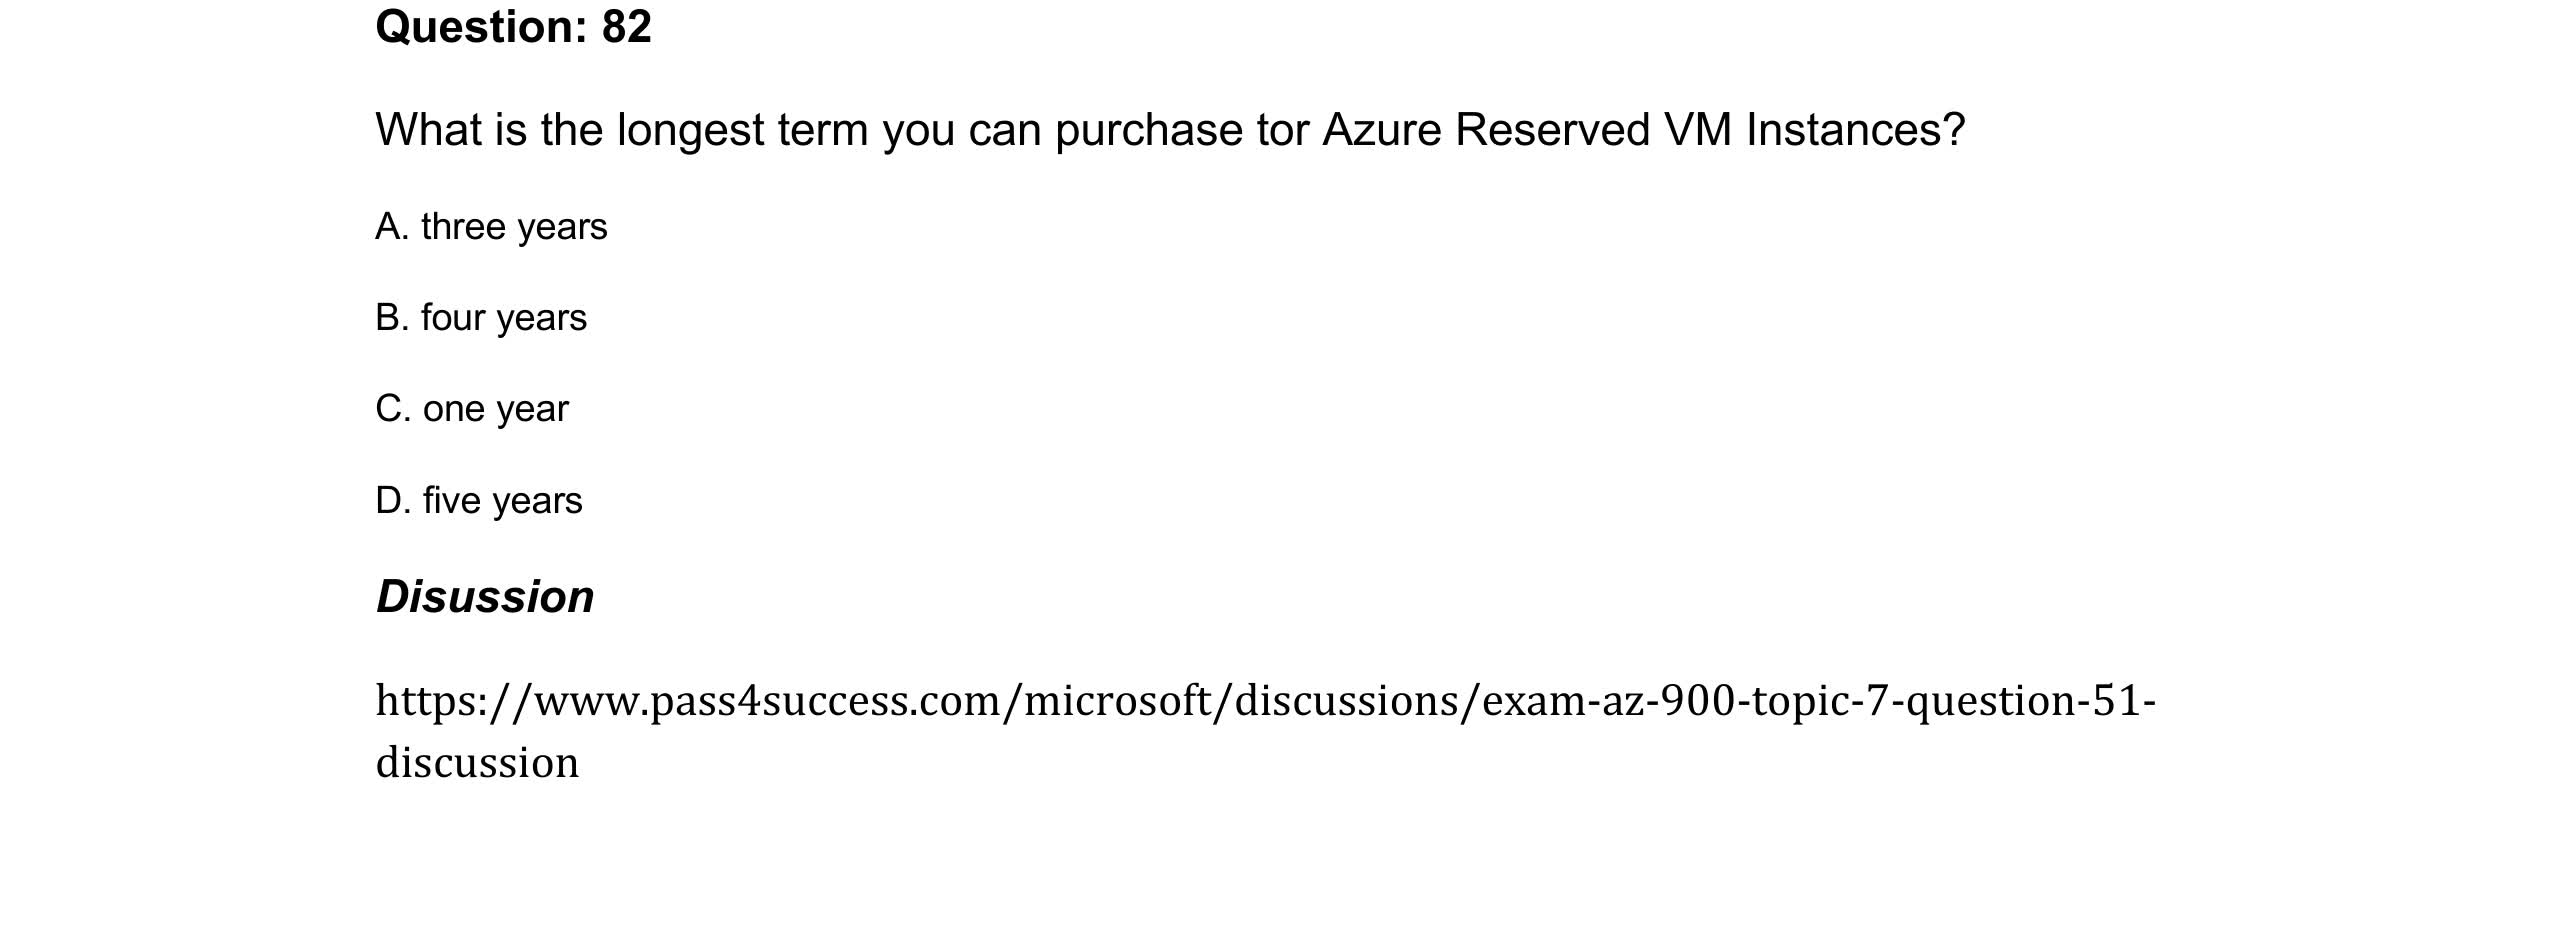 Question: 82
What is the longest term you can purchase tor Azure Reserved VM Instances?
A. three years
B. four years
C. one year
D. five years
Disussion
https://www.pass4success.com/microsoft/discussions/exam-az-900-topic-7-question-51-
discussion